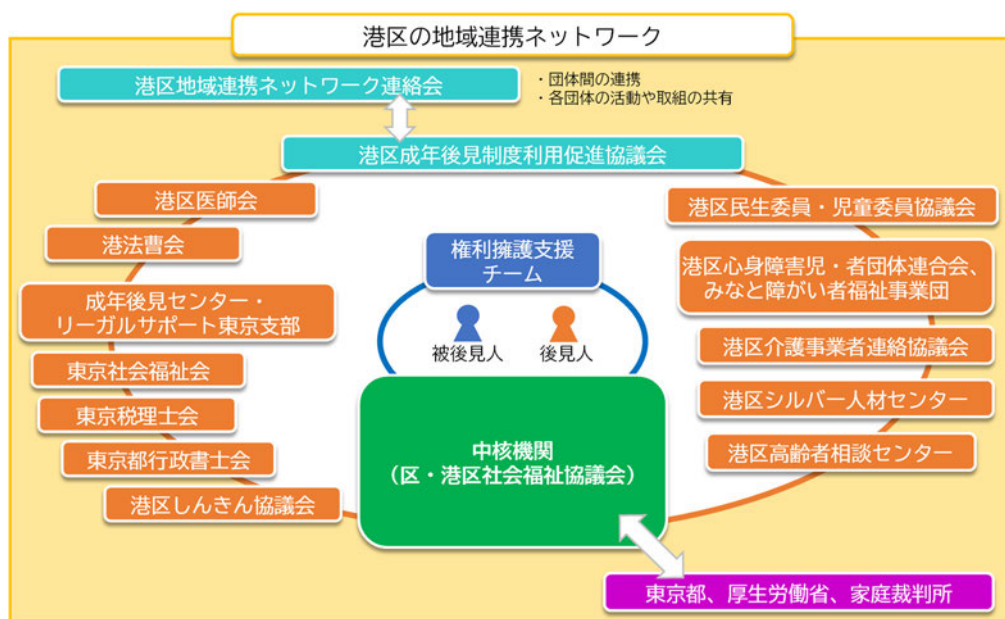 港区の地域連携ネットワーク
港区地域連携ネットワーク連絡会
・団体間の連携
・各団体の活動や取組の共有
港区成年後見制度利用促進協議会
港区医師会
港法曹会
成年後見センター・
リーガルサポート東京支部
東京社会福祉会
東京税理士会
東京都行政書士会
港区しんきん協議会
権利擁護支援
チーム
被後見人
後見人
中核機関
(区・港区社会福祉協議会)
港区民生委員・児童委員協議会
港区心身障害児・者団体連合会、
みなと障がい者福祉事業団
港区介護事業者連絡協議会
港区シルバー人材センター
港区高齢者相談センター
東京都、厚生労働省、家庭裁判所